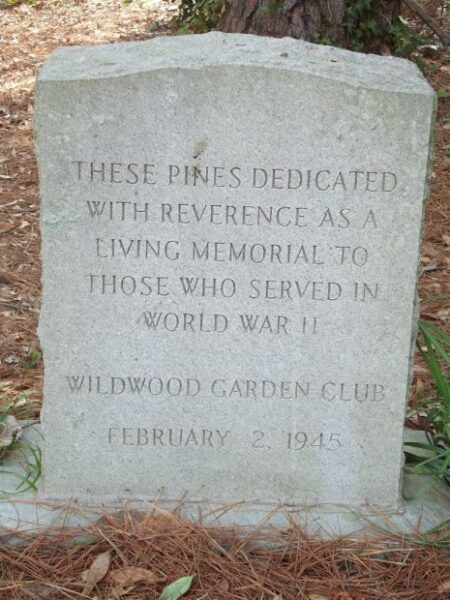 THESE PINES DEDICATED
WITH REVERENCE AS A
LIVING MEMORIAL TO
THOSE WHO SERVED IN
WORLD WAR II
WILDWOOD GARDEN CLUB
FEBRUARY 2, 1945